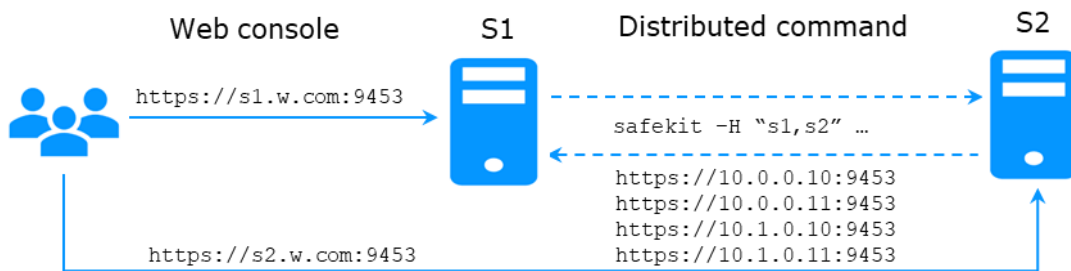 Web console
S1
Distributed command
S2
https://s1.w.com:9453
safekit –H “s1,s2” …
https://10.0.0.10:9453
https://10.0.0.11:9453
https://10.1.0.10:9453
https://10.1.0.11:9453
https://s2.w.com:9453